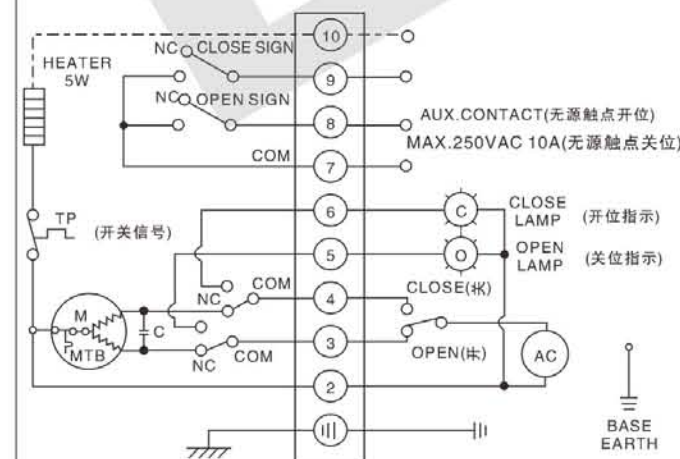 10
NC CLOSE SIGN
HEATER
5W
9
NC OPEN SIGN
AUX.CONTACT(无源触点开位)
8
MAX.250VAC 10A(无源触点关位)
COM
7
CLOSE
LAMP
(开位指示)
6
C
TP
(开关信号)
OPEN
LAMP
(关位指示)
5
O
COM
CLOSE
NC
4
M
C
MTB
3
OPEN
AC
NC
COM
2
BASE
EARTH